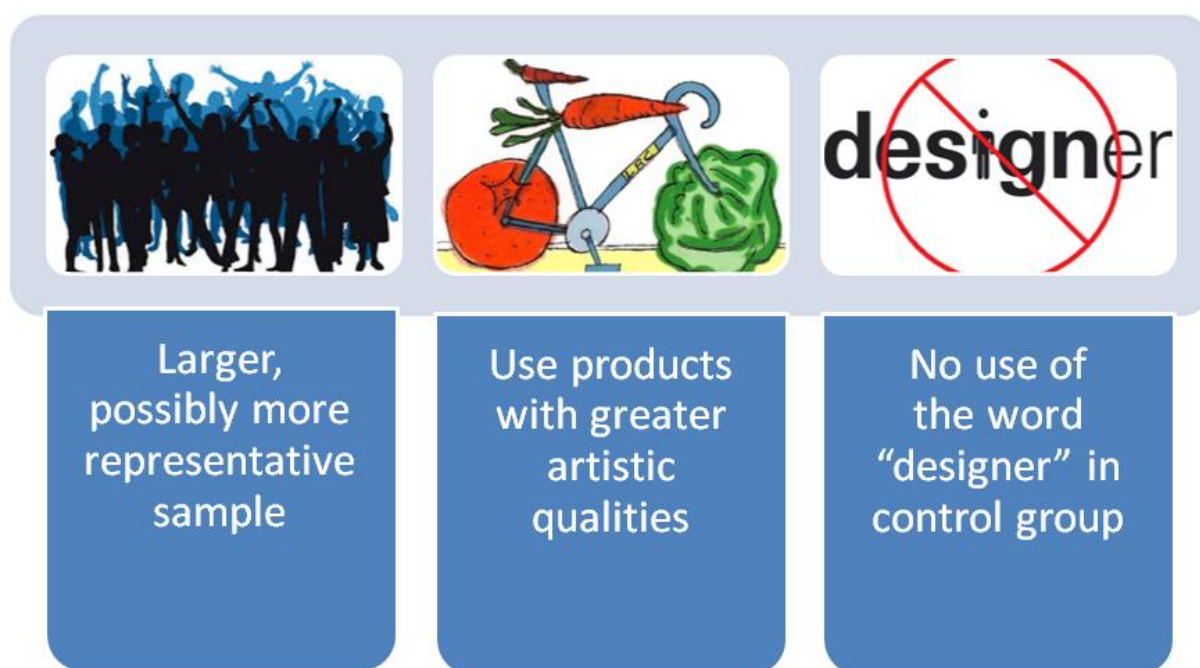 designer
LBC
Larger,
possibly more
representative
sample
Use products
with greater
artistic
qualities
No use of
the word
“designer” in
control group